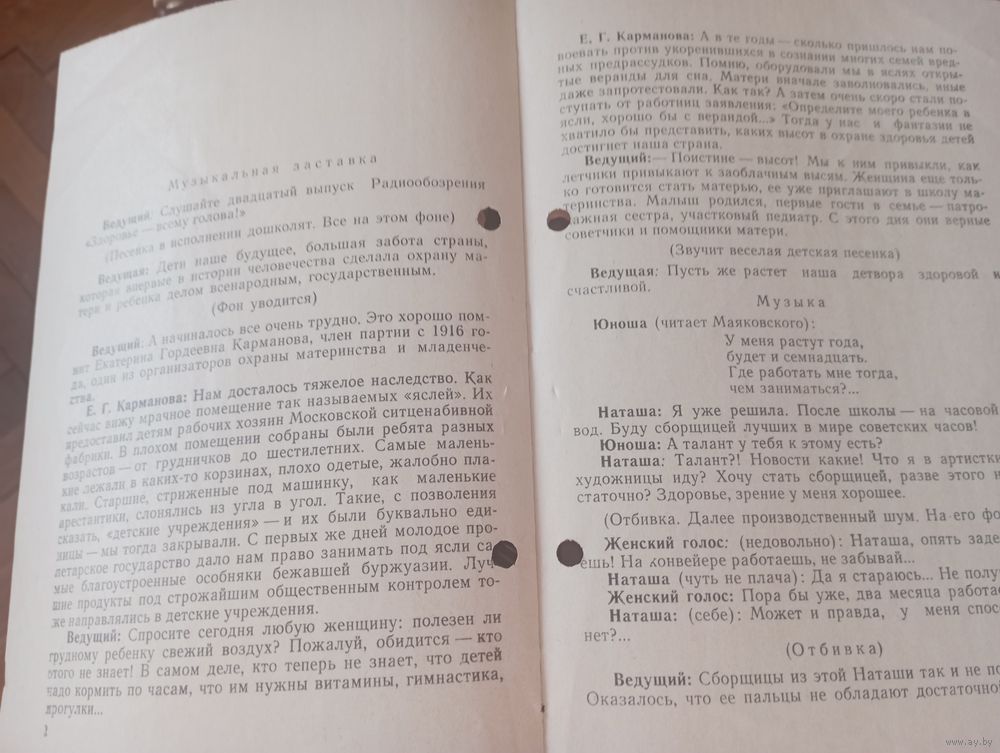 Музыкальная заставка
Ведущий: Слушайте двадцатый выпуск Радиообозрения
«Здоровье — всему голова!»
(Песенка в исполнении дошколят. Все на этом фоне)
Ведущая: Дети наше будущее, большая забота страны,
которая впервые в истории человечества сделала охрану ма-
тери и ребенка делом всенародным, государственным.
(Фон уводится)
Ведущий: А начиналось все очень трудно. Это хорошо пом-
нит Екатерина Гордеевна Карманова, член партии с 1916 го-
да, один из организаторов охраны материнства и младенче-
ства.
Е. Г. Карманова: Нам досталось тяжелое наследство. Как
сейчас вижу мрачное помещение так называемых «яслей». Их
предоставил детям рабочих хозяин Московской ситценабивной
фабрики. В плохом помещении собраны были ребята разных
возрастов — от грудничков до шестилетних. Самые малень-
кие лежали в каких-то корзинах, плохо одетые, жалобно пла-
кали. Старшие, стриженные под машинку, как маленькие
арестантики, слонялись из угла в угол. Такие, с позволения
сказать, «детские учреждения» — и их были буквально еди-
ницы — мы тогда закрывали. С первых же дней молодое про-
летарское государство дало нам право занимать под ясли са-
мые благоустроенные особняки бежавшей буржуазии. Луч-
шие продукты под строжайшим общественным контролем то-
же направлялись в детские учреждения.
Ведущий: Спросите сегодня любую женщину: полезен ли
грудному ребенку свежий воздух? Пожалуй, обидится — кто
этого не знает! В самом деле, кто теперь не знает, что детей
надо кормить по часам, что им нужны витамины, гимнастика,
прогулки...
2
Е. Г. Карманова: А в те годы — сколько пришлось нам по-
воевать против укоренившихся в сознании многих семей вред-
ных предрассудков. Помню, оборудовали мы в яслях откры-
тые веранды для сна. Матери вначале заволновались, иные
даже запротестовали. Как так? А затем очень скоро стали по-
ступать от работниц заявления: «Определите моего ребенка в
ясли, хорошо бы с верандой...» Тогда у нас и фантазии не
хватило бы представить, каких высот в охране здоровья детей
достигнет наша страна.
Ведущий:— Поистине — высот! Мы к ним привыкли, как
летчики привыкают к заоблачным высям. Женщина еще толь-
ко готовится стать матерью, ее уже приглашают в школу ма-
теринства. Малыш родился, первые гости в семье — патро-
нажная сестра, участковый педиатр. С этого дня они верные
советчики и помощники матери.
(Звучит веселая детская песенка)
Ведущая: Пусть же растет наша детвора здоровой и
счастливой.
Музыка
Юноша (читает Маяковского):
У меня растут года,
будет и семнадцать.
Где работать мне тогда,
чем заниматься?...
Наташа: Я уже решила. После школы — на часовой
вод. Буду сборщицей лучших в мире советских часов!
Юноша: А талант у тебя к этому есть?
Наташа: Талант?! Новости какие! Что я в артистки
художницы иду? Хочу стать сборщицей, разве этого н
статочно? Здоровье, зрение у меня хорошее.
(Отбивка. Далее производственный шум. На его фо
Женский голос: (недовольно): Наташа, опять заде
ешь! На конвейере работаешь, не забывай...
Наташа (чуть не плача): Да я стараюсь... Не полу
Женский голос: Пора бы уже, два месяца работае
Наташа: (себе): Может и правда, у меня спосо
нет?...
(Отбивка)
Ведущий: Сборщицы из этой Наташи так и не по
Оказалось, что ее пальцы не обладают достаточной
www.ay.by